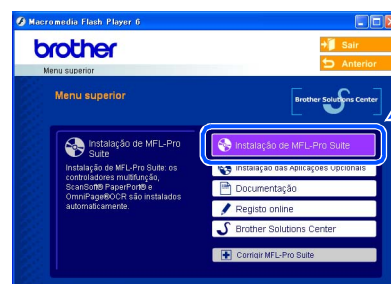 Macromedia Flash Player 6
brother
Sair
Anterior
Menu superior
Menu superior
Brother Solutions Center
Instalação de MFL-Pro
Suite
Instalação de MFL-Pro Suite: os
controladores multifunção,
ScanSoft® PaperPort® e
OmniPage®OCR são instalados
automaticamente.
Instalação de MFL-Pro Suite
Instalação das Aplicações Opcionais
Documentação
Registo online
Brother Solutions Center
Corrigir MFL-Pro Suite